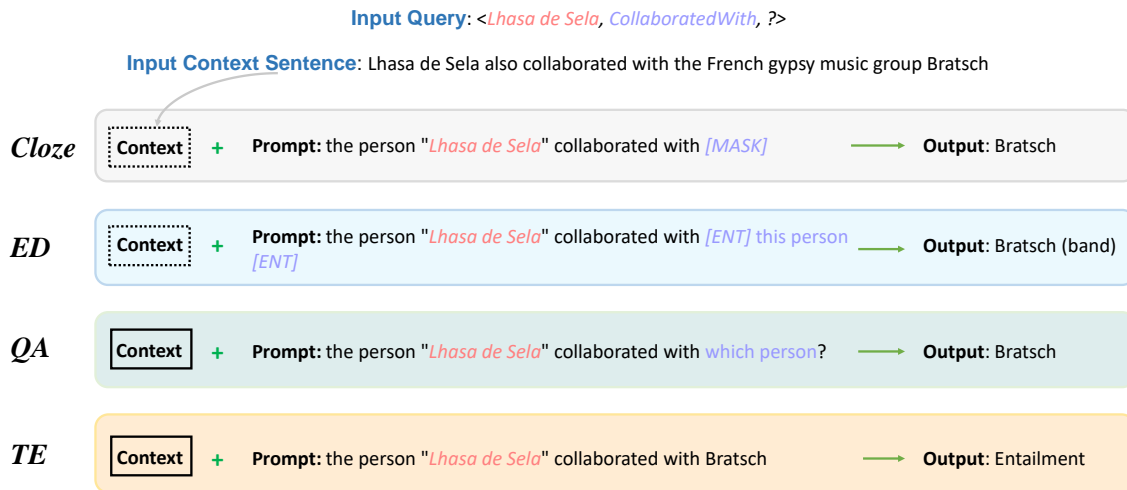 Input Query: <Lhasa de Sela, CollaboratedWith, ?>
Input Context Sentence: Lhasa de Sela also collaborated with the French gypsy music group Bratsch
Cloze Context + Prompt: the person "Lhasa de Sela" collaborated with [MASK] Output: Bratsch
ED Context + Prompt: the person "Lhasa de Sela" collaborated with [ENT] this person
[ENT] Output: Bratsch (band)
QA Context + Prompt: the person "Lhasa de Sela" collaborated with which person? Output: Bratsch
TE Context + Prompt: the person "Lhasa de Sela" collaborated with Bratsch Output: Entailment